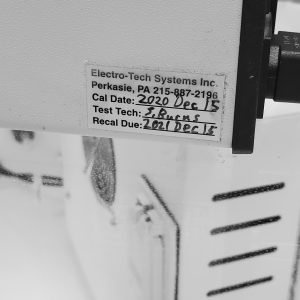 Electro-Tech Systems Inc.
Perkasie, PA 215-887-2196
Cal Date: 2020 Dec 15
Test Tech: S. Burns
Recal Due: 2021 Dec 15